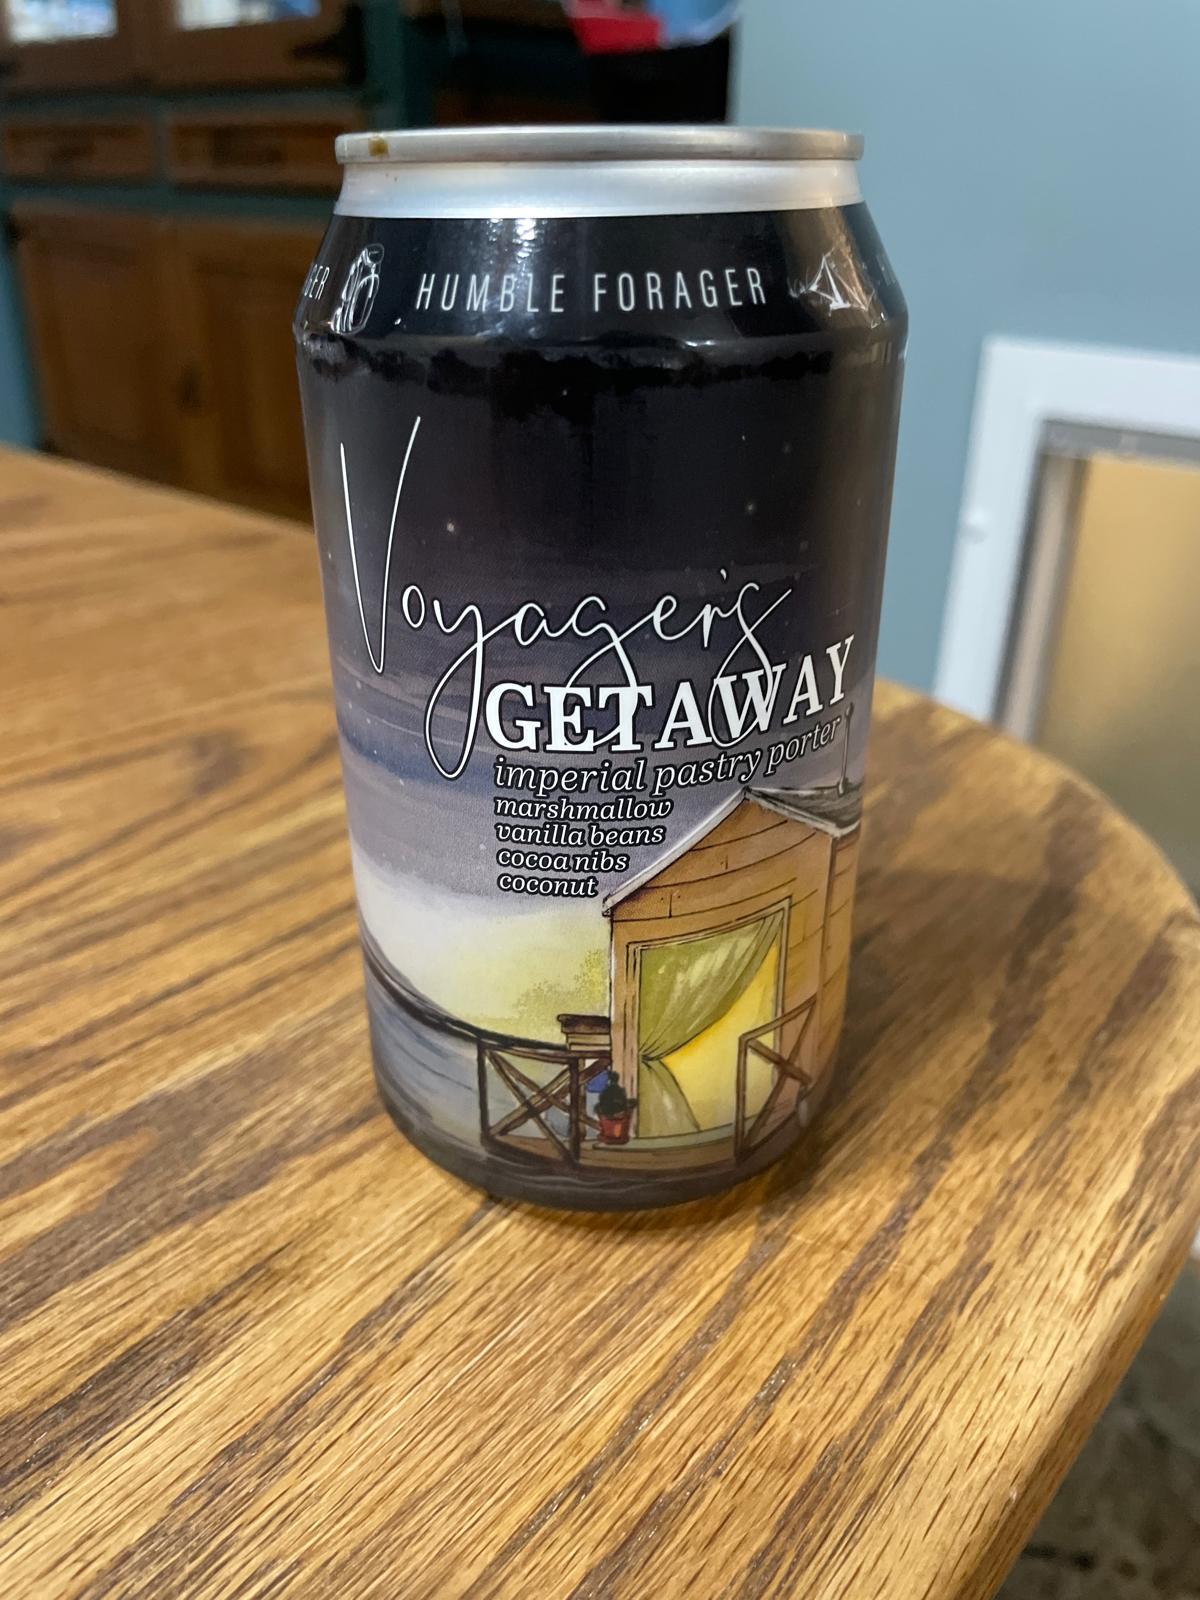 HUMBLE FORAGER
Voyager's
GETAWAY
imperial pastry porter
marshmallow
vanilla beans
cocoa nibs
coconut